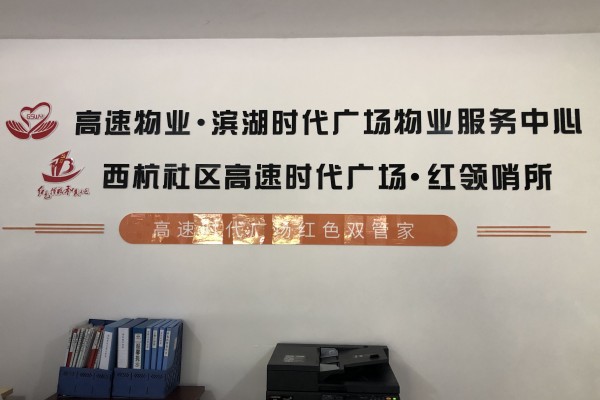 高速物业·滨湖时代广场物业服务中心
西杭社区高速时代广场·红领哨所
高速时代广场红色双管家